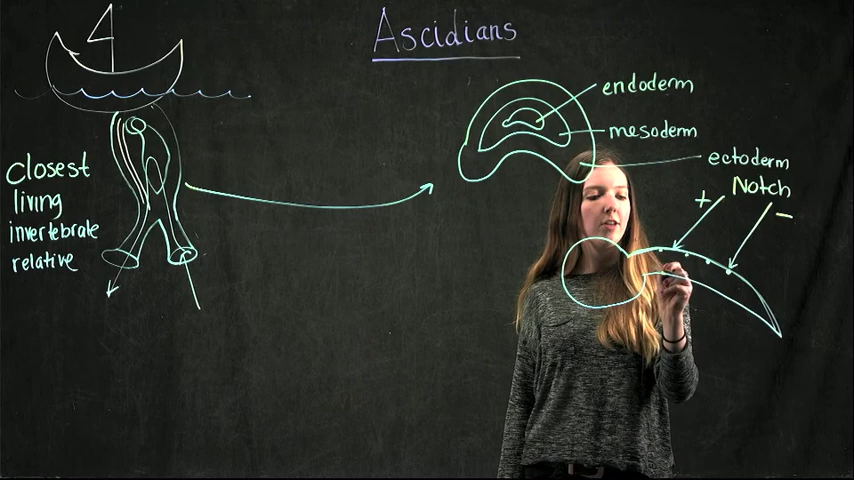 Ascidians
closest
living
invertebrate
relative
endoderm
mesoderm
ectoderm
Notch
+
-